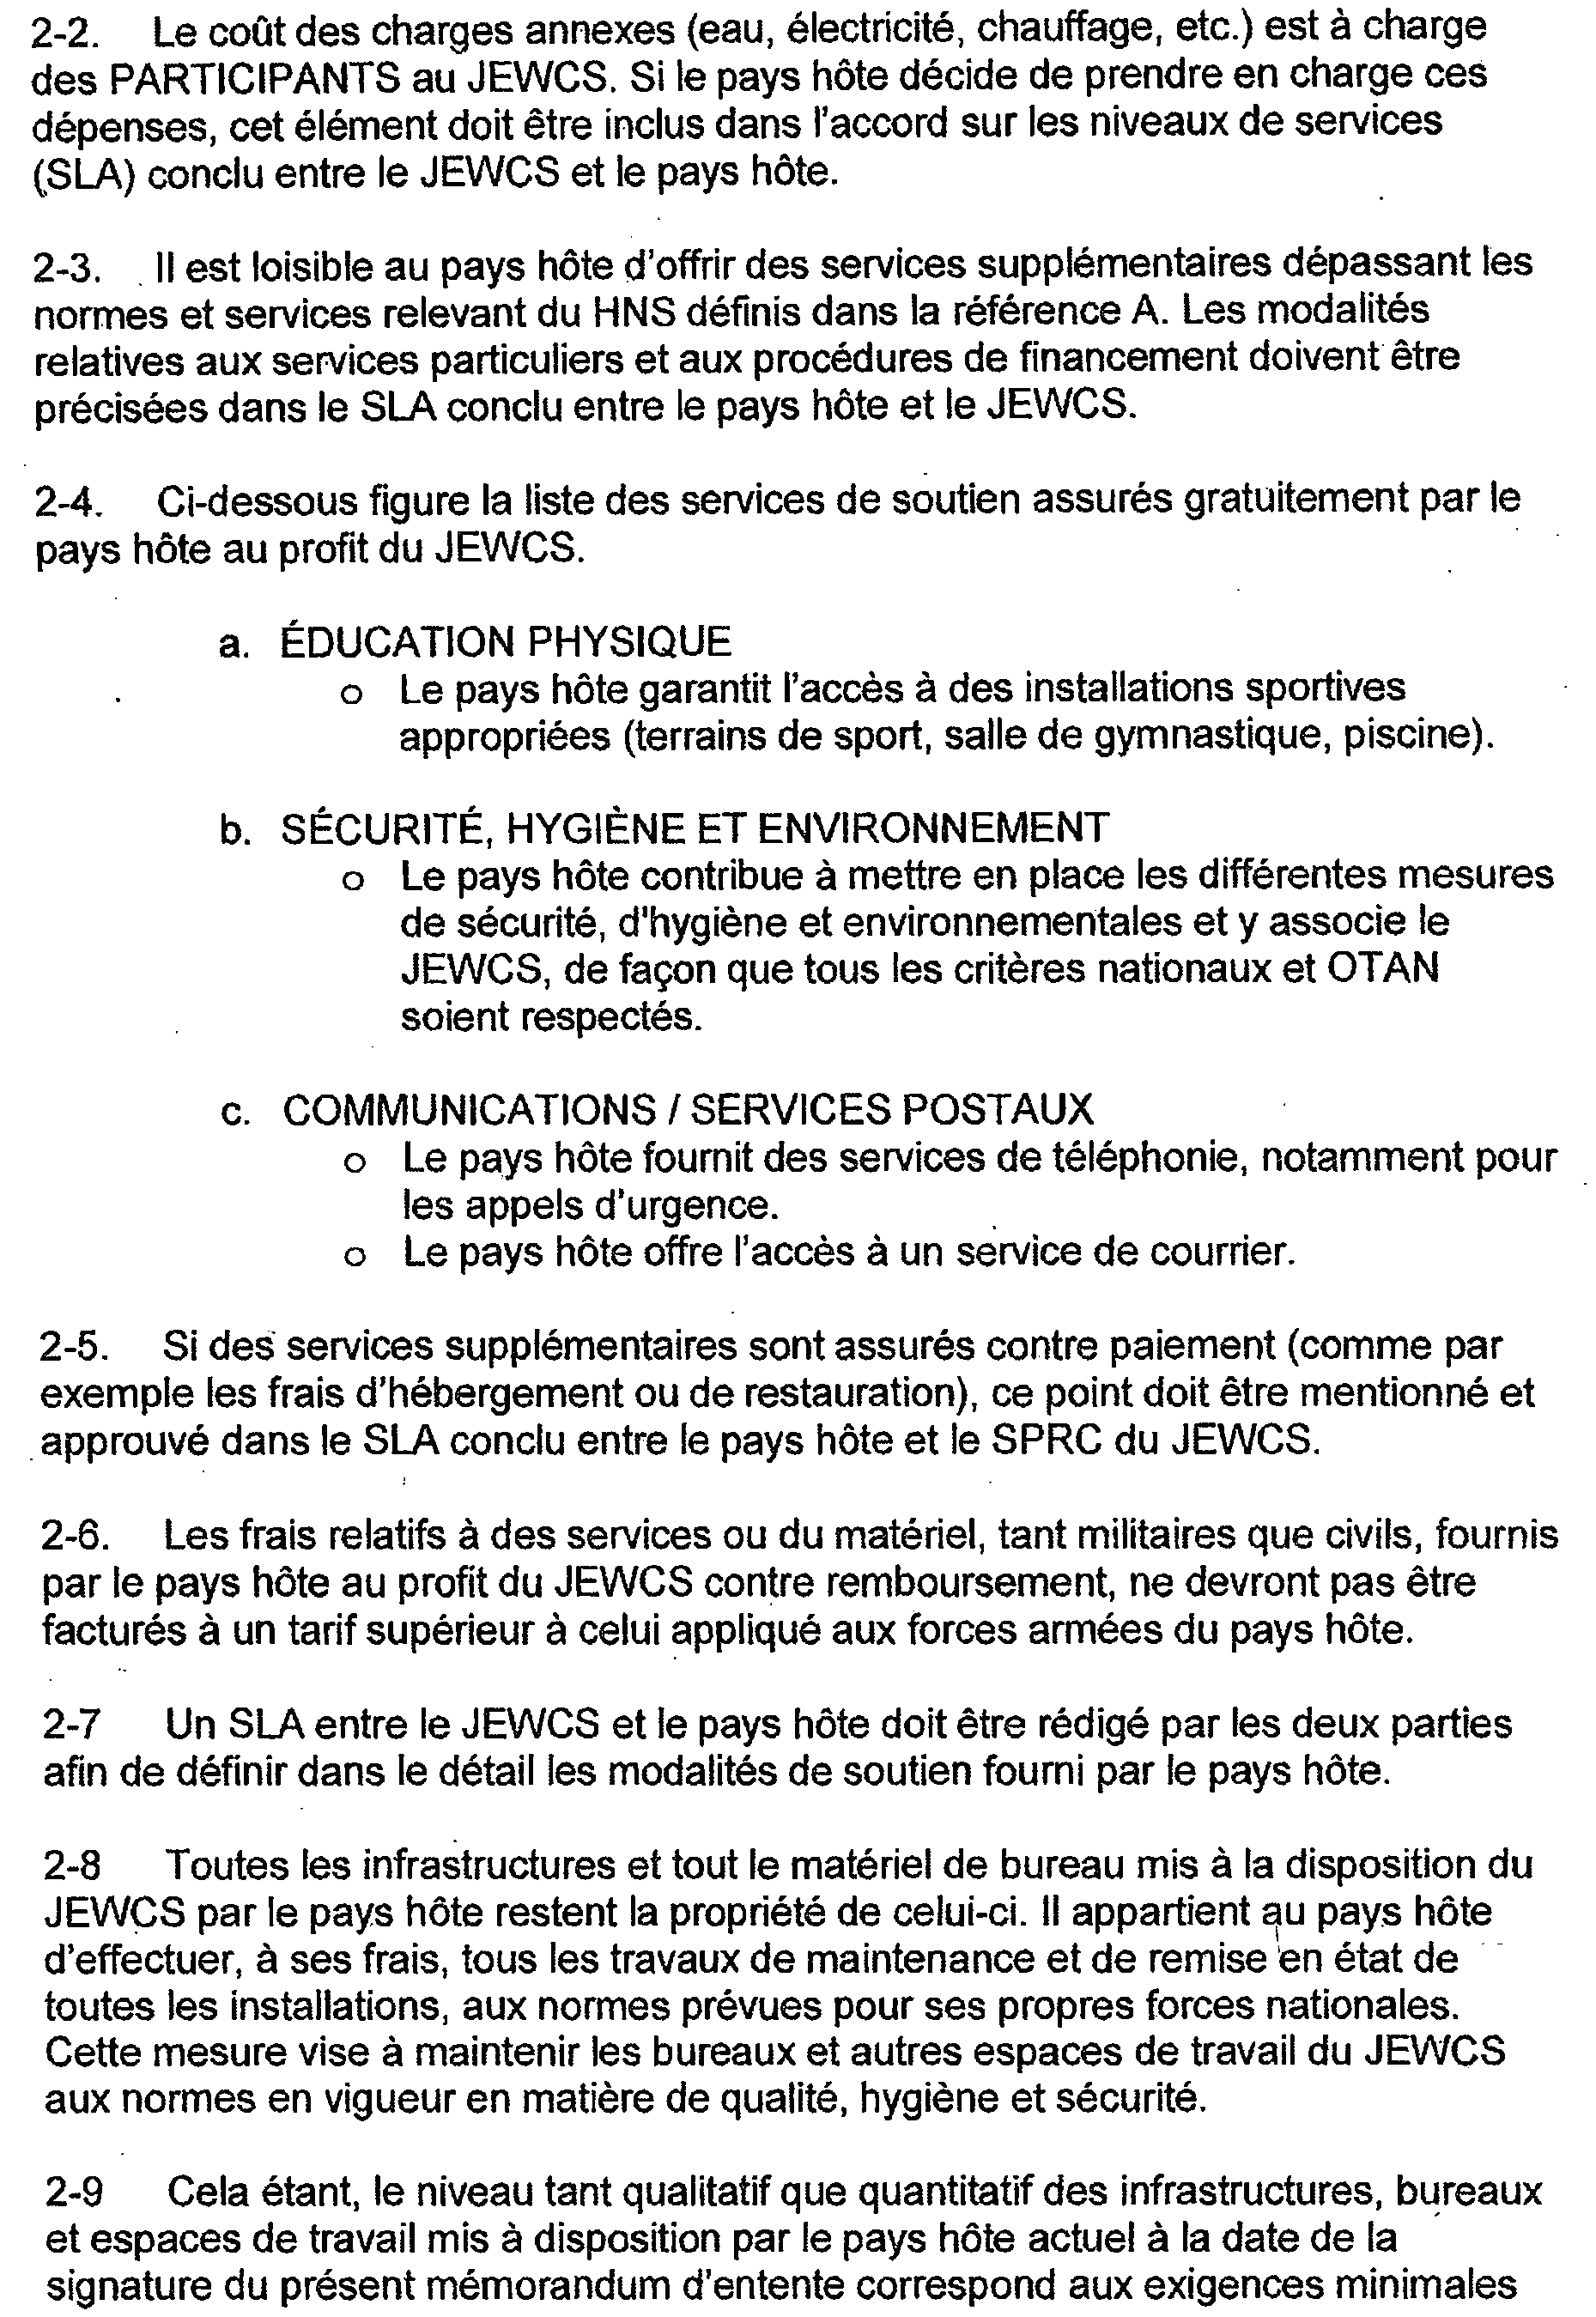 2-2. Le coût des charges annexes (eau, électricité, chauffage, etc.) est à charge
des PARTICIPANTS au JEWCS. Si le pays hôte décide de prendre en charge ces
dépenses, cet élément doit être inclus dans l'accord sur les niveaux de services
(SLA) conclu entre le JEWCS et le pays hôte.
2-3. Il est loisible au pays hôte d'offrir des services supplémentaires dépassant les
normes et services relevant du HNS définis dans la référence A. Les modalités
relatives aux services particuliers et aux procédures de financement doivent être
précisées dans le SLA conclu entre le pays hôte et le JEWCS.
2-4. Ci-dessous figure la liste des services de soutien assurés gratuitement par le
pays hôte au profit du JEWCS.
a. ÉDUCATION PHYSIQUE
o Le pays hôte garantit l'accès à des installations sportives
appropriées (terrains de sport, salle de gymnastique, piscine).
b. SÉCURITÉ, HYGIÈNE ET ENVIRONNEMENT
o Le pays hôte contribue à mettre en place les différentes mesures
de sécurité, d'hygiène et environnementales et y associe le
JEWCS, de façon que tous les critères nationaux et OTAN
soient respectés.
c. COMMUNICATIONS / SERVICES POSTAUX
o Le pays hôte fournit des services de téléphonie, notamment pour
les appels d'urgence.
o Le pays hôte offre l'accès à un service de courrier.
2-5. Si des services supplémentaires sont assurés contre paiement (comme par
exemple les frais d'hébergement ou de restauration), ce point doit être mentionné et
approuvé dans le SLA conclu entre le pays hôte et le SPRC du JEWCS.
2-6. Les frais relatifs à des services ou du matériel, tant militaires que civils, fournis
par le pays hôte au profit du JEWCS contre remboursement, ne devront pas être
facturés à un tarif supérieur à celui appliqué aux forces armées du pays hôte.
2-7 Un SLA entre le JEWCS et le pays hôte doit être rédigé par les deux parties
afin de définir dans le détail les modalités de soutien fourni par le pays hôte.
2-8 Toutes les infrastructures et tout le matériel de bureau mis à la disposition du
JEWCS par le pays hôte restent la propriété de celui-ci. Il appartient au pays hôte
d'effectuer, à ses frais, tous les travaux de maintenance et de remise en état de
toutes les installations, aux normes prévues pour ses propres forces nationales.
Cette mesure vise à maintenir les bureaux et autres espaces de travail du JEWCS
aux normes en vigueur en matière de qualité, hygiène et sécurité.
2-9 Cela étant, le niveau tant qualitatif que quantitatif des infrastructures, bureaux
et espaces de travail mis à disposition par le pays hôte actuel à la date de la
signature du présent mémorandum d'entente correspond aux exigences minimales